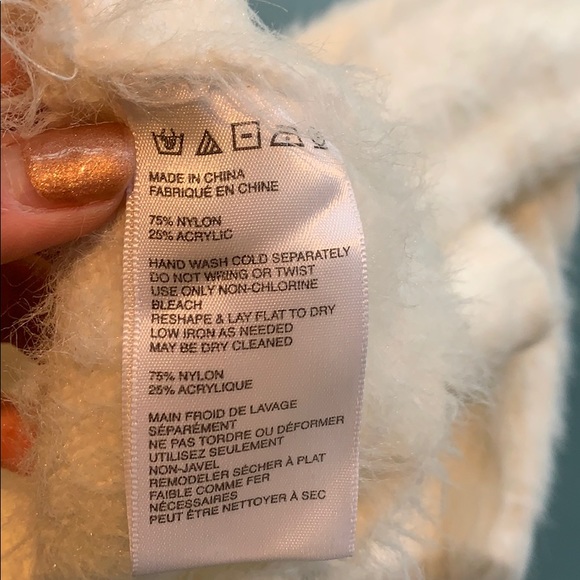 MADE IN CHINA
FABRIQUÉ EN CHINE
75% NYLON
25% ACRYLIC
HAND WASH COLD SEPARATELY
DO NOT WRING OR TWIST
USE ONLY NON-CHLORINE
BLEACH
RESHAPE & LAY FLAT TO DRY
LOW IRON AS NEEDED
MAY BE DRY CLEANED
75% NYLON
25% ACRYLIQUE
MAIN FROID DE LAVAGE
SÉPARÉMENT
NE PAS TORDRE OU DÉFORMER
UTILISEZ SEULEMENT
NON-JAVEL
REMODELER SÈCHER À PLAT
FAIBLE COMME FER
NÉCESSAIRES
PEUT ÊTRE NETTOYER À SEC